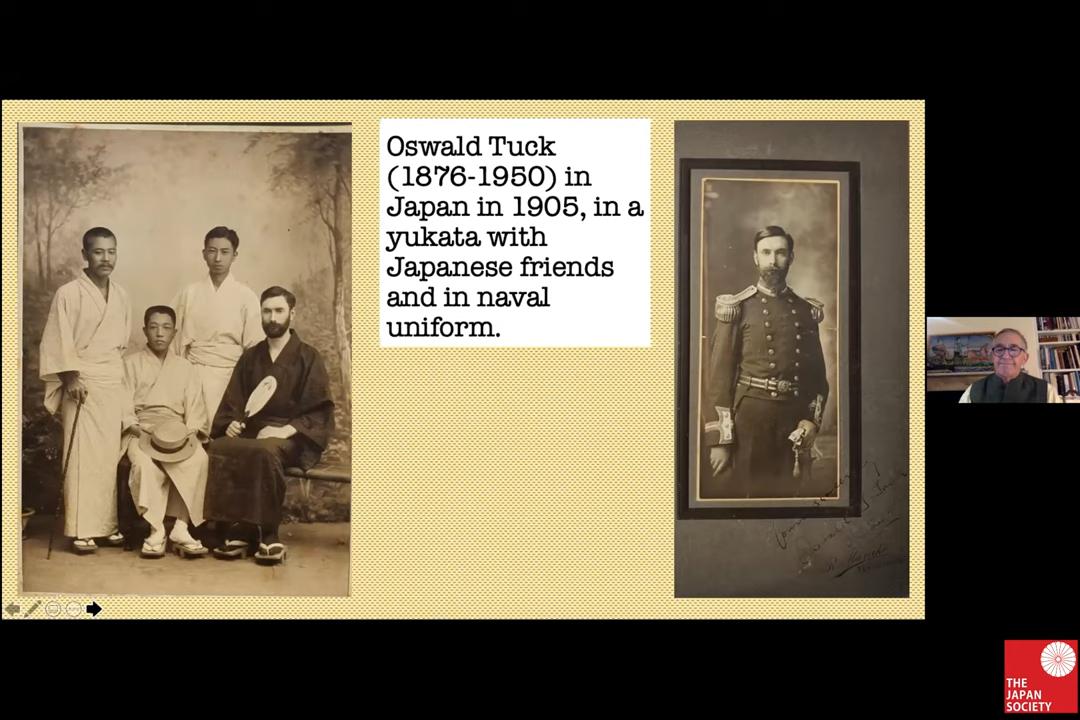 Oswald Tuck
(1876-1950) in
Japan in 1905, in a
yukata with
Japanese friends
and in naval
uniform.
THE
JAPAN
SOCIETY